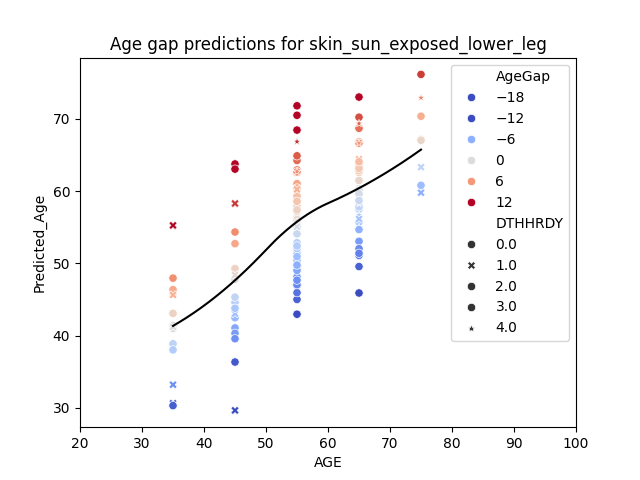 Age gap predictions for skin_sun_exposed_lower_leg
AgeGap
−18
−12
−6
0
6
12
DTHHRDY
0.0
1.0
2.0
3.0
4.0
Predicted_Age
70
60
50
40
30
20 30 40 50 60 70 80 90 100
AGE